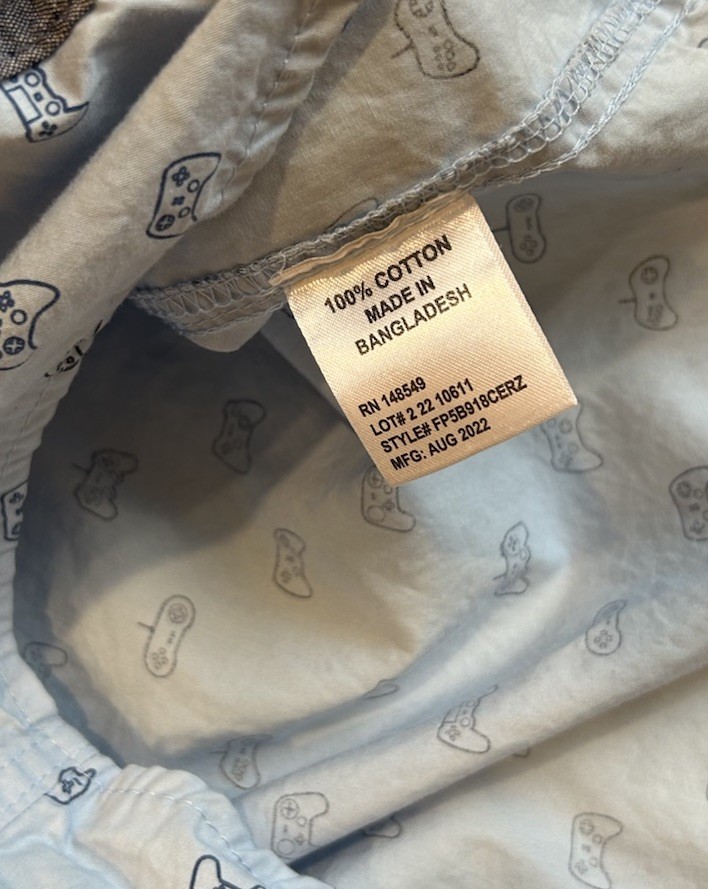 100% COTTON
MADE IN
BANGLADESH
RN 148549
LOT# 2 22 10611
STYLE# FP5B918CERZ
MFG: AUG 2022